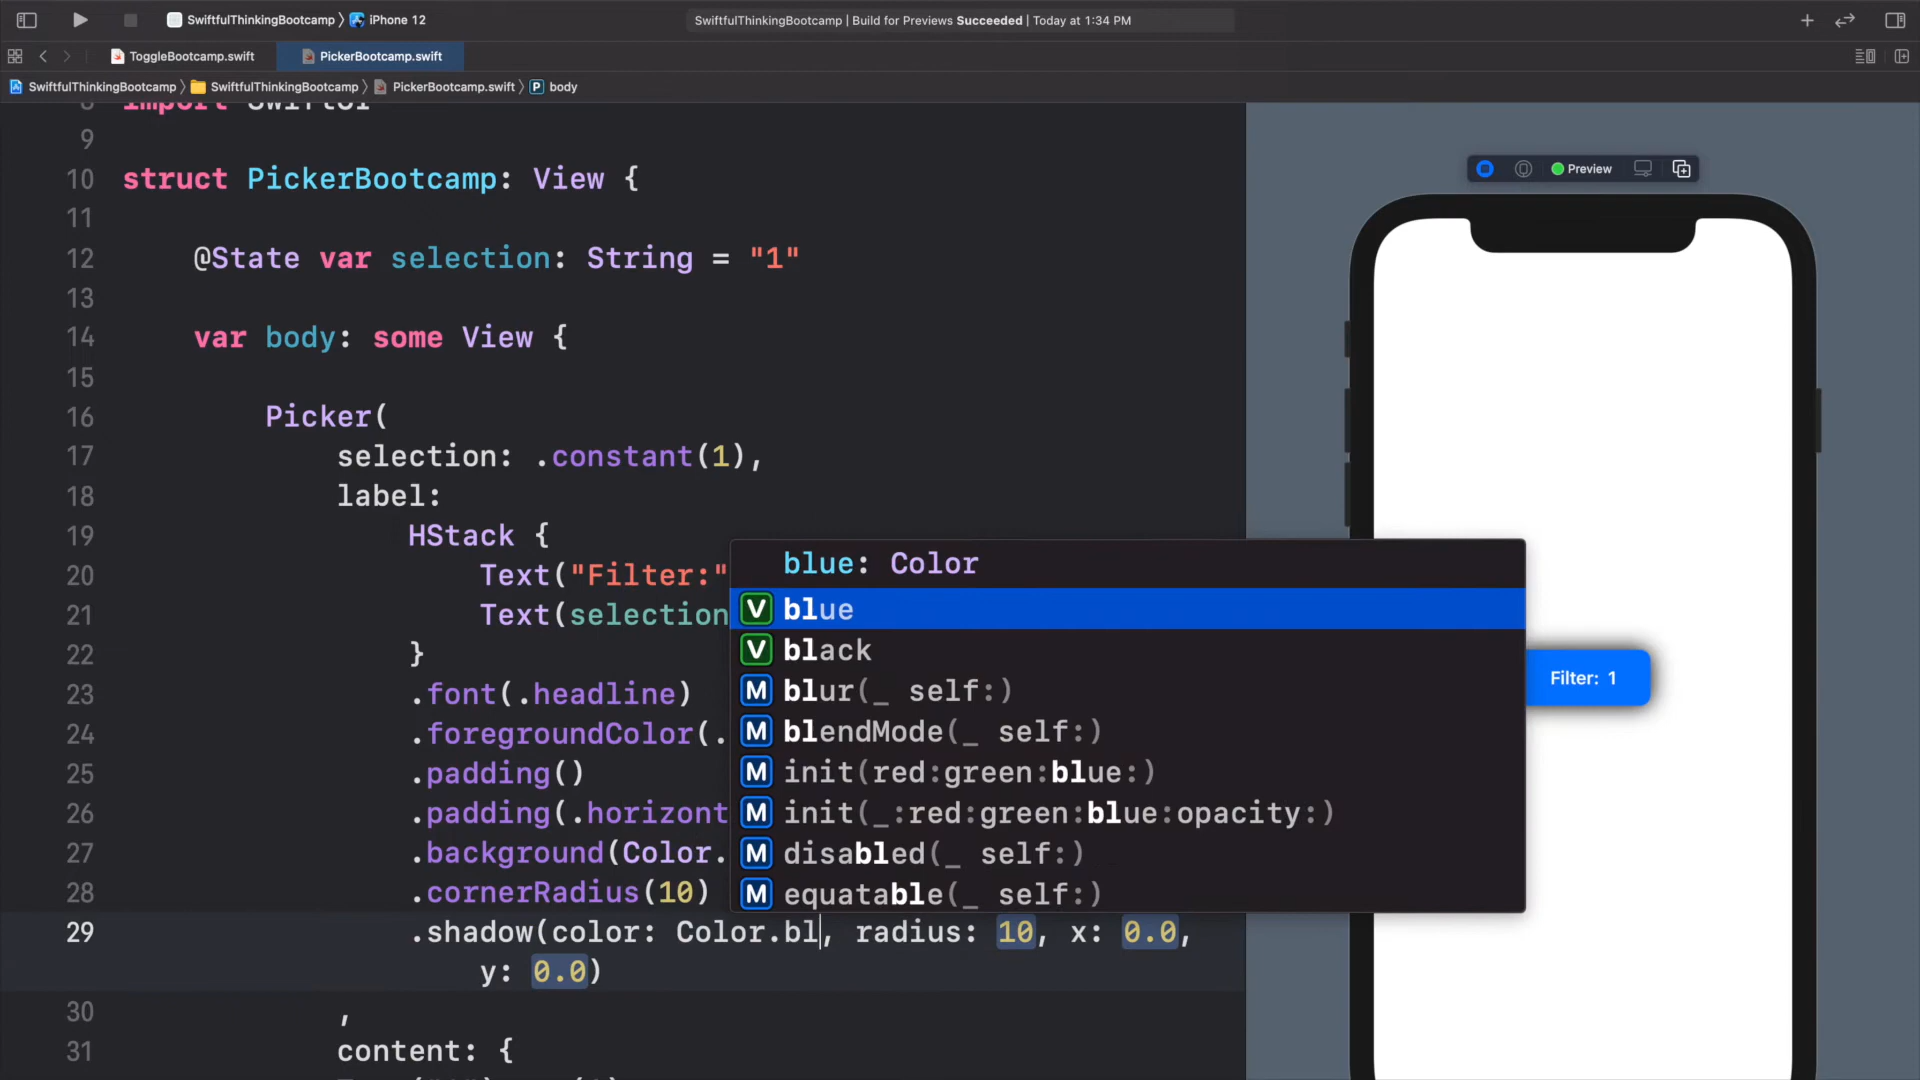 SwiftfulThinkingBootcamp 〉 iPhone 12
SwiftfulThinkingBootcamp | Build for Previews Succeeded | Today at 1:34 PM
ToggleBootcamp.swift
PickerBootcamp.swift
SwiftfulThinkingBootcamp 〉 SwiftfulThinkingBootcamp 〉 PickerBootcamp.swift 〉 P body
9
10 struct PickerBootcamp: View {
11
12 @State var selection: String = "1"
13
14 var body: some View {
15
16 Picker(
17 selection: .constant(1),
18 label:
19 HStack {
20 Text("Filter:"
21 Text(selection
22 }
23 .font(.headline)
24 .foregroundColor(.
25 .padding()
26 .padding(.horizont
27 .background(Color.
28 .cornerRadius(10)
29 .shadow(color: Color.bl, radius: 10, x: 0.0,
y: 0.0)
30 ,
31 content: {
blue: Color
V blue
V black
M blur(_ self:)
M blendMode(_ self:)
M init(red:green:blue:)
M init(_:red:green:blue:opacity:)
M disabled(_ self:)
M equatable(_ self:)
Preview
Filter: 1